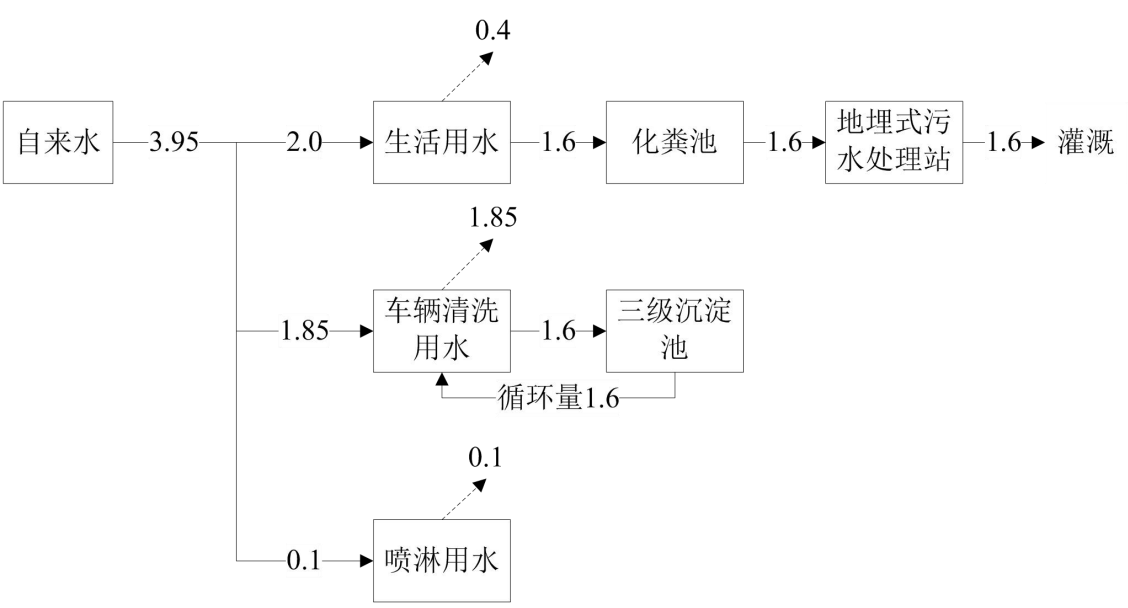 0.4
自来水
3.95
2.0
生活用水
1.6
化粪池
1.6
地埋式污
水处理站
1.6
灌溉
1.85
1.85
车辆清洗
用水
1.6
三级沉淀
池
循环量1.6
0.1
0.1
喷淋用水